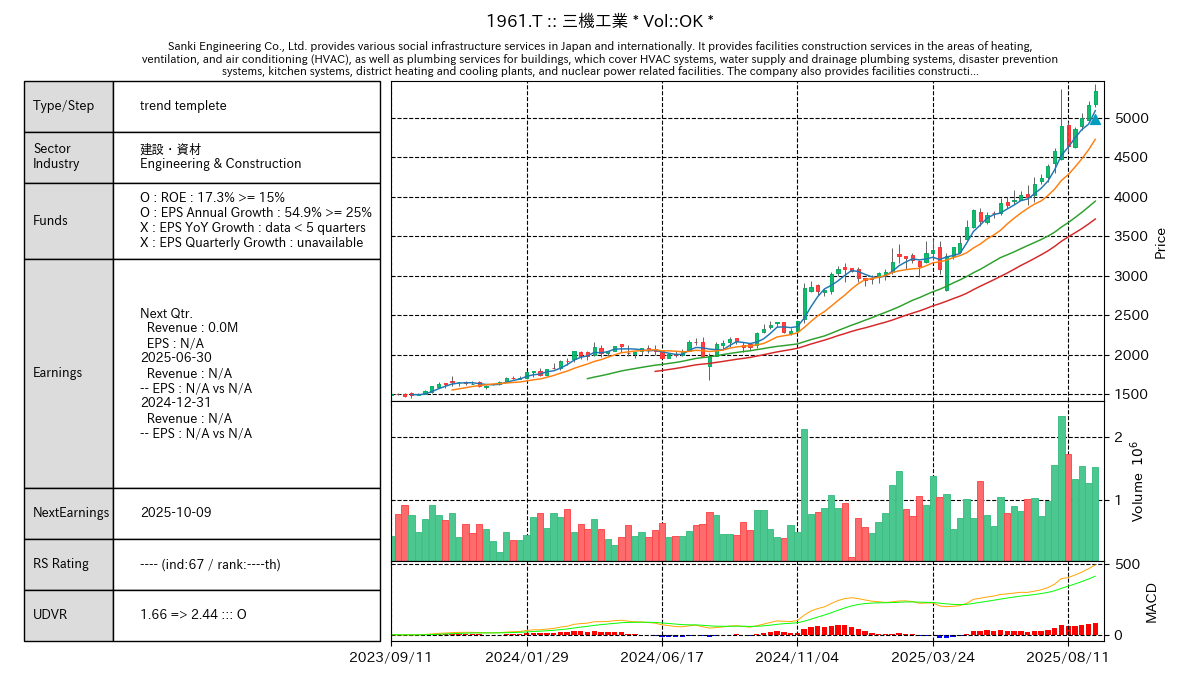 1961.T :: 三機工業 * Vol::OK *
Sanki Engineering Co., Ltd. provides various social infrastructure services in Japan and internationally. It provides facilities construction services in the areas of heating,
ventilation, and air conditioning (HVAC), as well as plumbing services for buildings, which cover HVAC systems, water supply and drainage plumbing systems, disaster prevention
systems, kitchen systems, district heating and cooling plants, and nuclear power related facilities. The company also provides facilities constructi...
Type/Step
trend templete
Sector
Industry
建設・資材
Engineering & Construction
Funds
O : ROE : 17.3% >= 15%
O : EPS Annual Growth : 54.9% >= 25%
X : EPS YoY Growth : data < 5 quarters
X : EPS Quarterly Growth : unavailable
Earnings
Next Qtr.
Revenue : 0.0M
EPS : N/A
2025-06-30
Revenue : N/A
-- EPS : N/A vs N/A
2024-12-31
Revenue : N/A
-- EPS : N/A vs N/A
NextEarnings
2025-10-09
RS Rating
---- (ind:67 / rank:----th)
UDVR
1.66 => 2.44 ::: O
5000
4500
4000
3500
3000
2500
2000
1500
Price
2
1
Volume 10^6
500
0
MACD
2023/09/11
2024/01/29
2024/06/17
2024/11/04
2025/03/24
2025/08/11